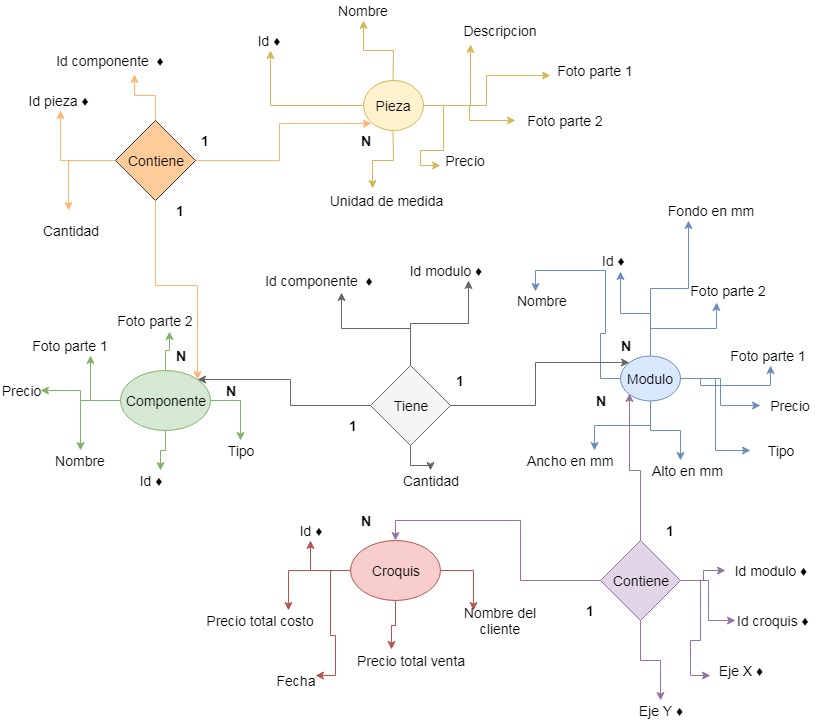 Nombre
Descripcion
Id ♦
Id componente ♦
Foto parte 1
Id pieza ♦
Pieza
Foto parte 2
1
N
Contiene
Precio
Unidad de medida
1
Cantidad
Fondo en mm
Id ♦
Id modulo ♦
Id componente ♦
Foto parte 2
Nombre
Foto parte 2
Foto parte 1
N
N
Foto parte 1
Precio
N
1
Modulo
Componente
Tiene
N
Precio
1
Tipo
Tipo
Nombre
Ancho en mm
Alto en mm
Id ♦
Cantidad
N
1
Id ♦
Croquis
Contiene
Id modulo ♦
1
Precio total costo
Nombre del
cliente
Id croquis ♦
Precio total venta
Eje X ♦
Fecha
Eje Y ♦